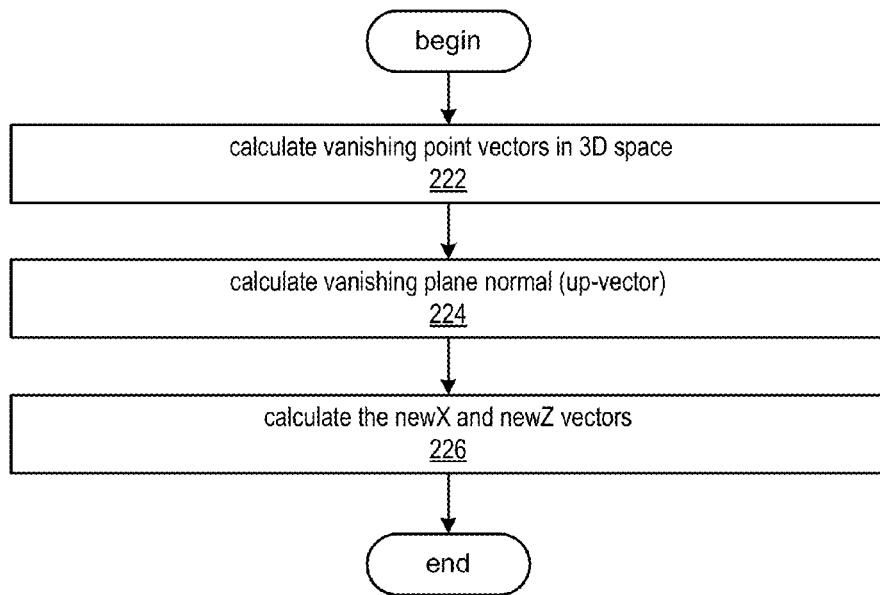 begin
calculate vanishing point vectors in 3D space
222
calculate vanishing plane normal (up-vector)
224
calculate the newX and newZ vectors
226
end